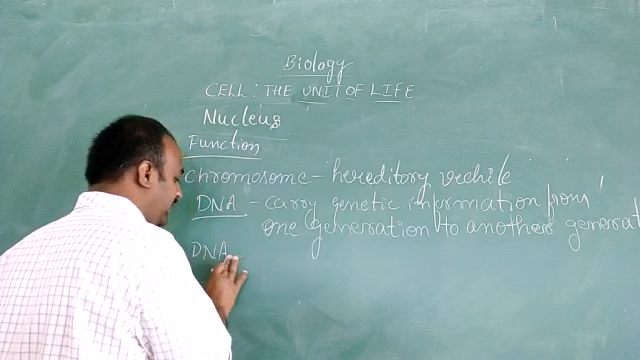 Biology
CELL: THE UNIT OF LIFE
Nucleus
Function
chromosome - hereditory vechile
DNA - carry genetic information from
one generation to another generat
DNA